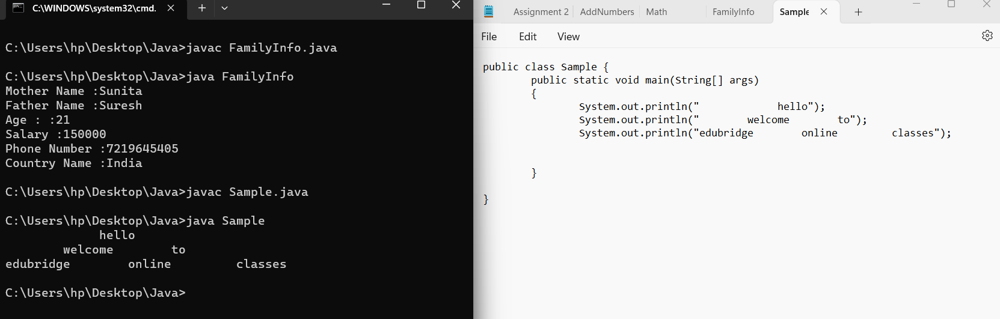 C:\WINDOWS\system32\cmd.
C:\Users\hp\Desktop\Java>javac FamilyInfo.java
C:\Users\hp\Desktop\Java>java FamilyInfo
Mother Name :Sunita
Father Name :Suresh
Age : :21
Salary :150000
Phone Number :7219645405
Country Name :India
C:\Users\hp\Desktop\Java>javac Sample.java
C:\Users\hp\Desktop\Java>java Sample
             hello
        welcome        to
edubridge        online         classes
C:\Users\hp\Desktop\Java>
Assignment 2 AddNumbers Math FamilyInfo Sample
File Edit View
public class Sample {
        public static void main(String[] args)
        {
                System.out.println("             hello");
                System.out.println("        welcome        to");
                System.out.println("edubridge        online         classes");
        }
}